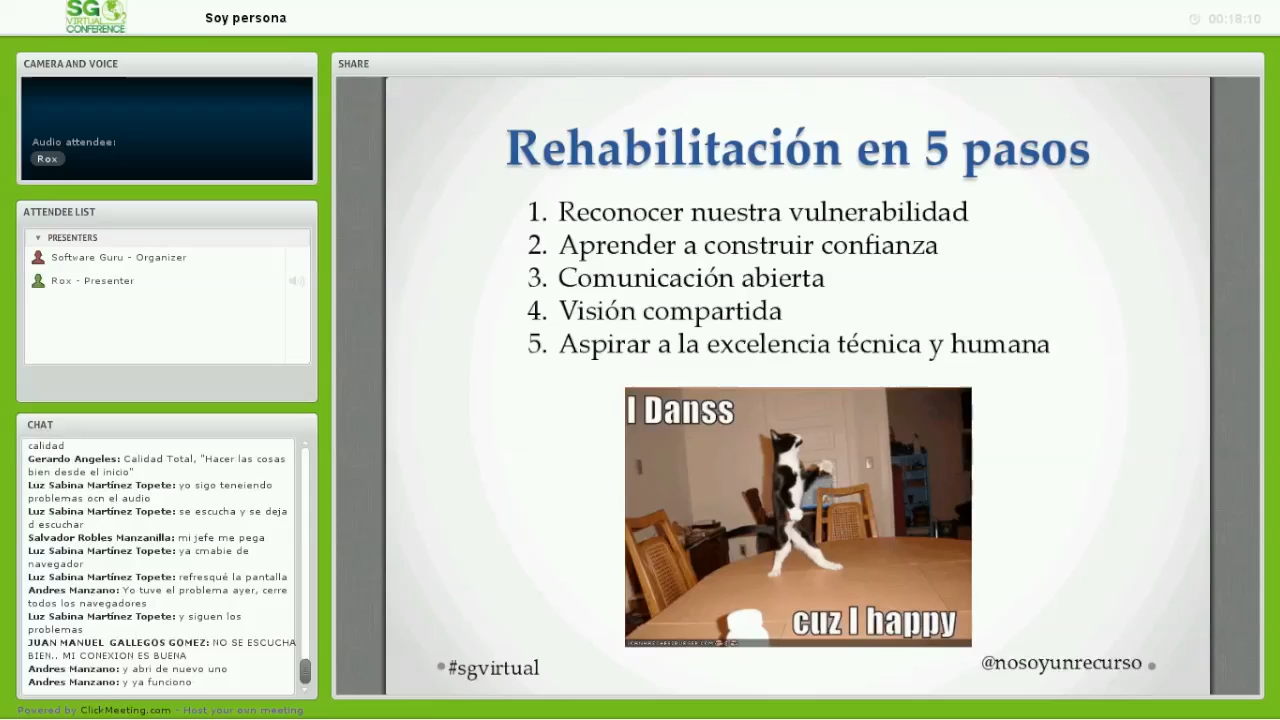 SG
VIRTUAL
CONFERENCE
Soy persona
00:18:10
CAMERA AND VOICE
Audio attendee:
Rox
ATTENDEE LIST
PRESENTERS
Software Guru - Organizer
Rox - Presenter
CHAT
calidad
Gerardo Angeles: Calidad Total, "Hacer las cosas
bien desde el inicio"
Luz Sabina Martínez Topete: yo sigo teneiendo
problemas ocn el audio
Luz Sabina Martínez Topete: se escucha y se deja
d escuchar
Salvador Robles Manzanilla: mi jefe me pega
Luz Sabina Martínez Topete: ya cmabie de
navegador
Luz Sabina Martínez Topete: refresqué la pantalla
Andres Manzano: Yo tuve el problema ayer, cerre
todos los navegadores
Luz Sabina Martínez Topete: y siguen los
problemas
JUAN MANUEL GALLEGOS GOMEZ: NO SE ESCUCHA
BIEN.. MI CONEXION ES BUENA
Andres Manzano: y abri de nuevo uno
Andres Manzano: y ya funciono
Powered by ClickMeeting.com - Host your own meeting
SHARE
Rehabilitación en 5 pasos
1. Reconocer nuestra vulnerabilidad
2. Aprender a construir confianza
3. Comunicación abierta
4. Visión compartida
5. Aspirar a la excelencia técnica y humana
I Danss
cuz I happy
#sgvirtual
@nosoyunrecurso